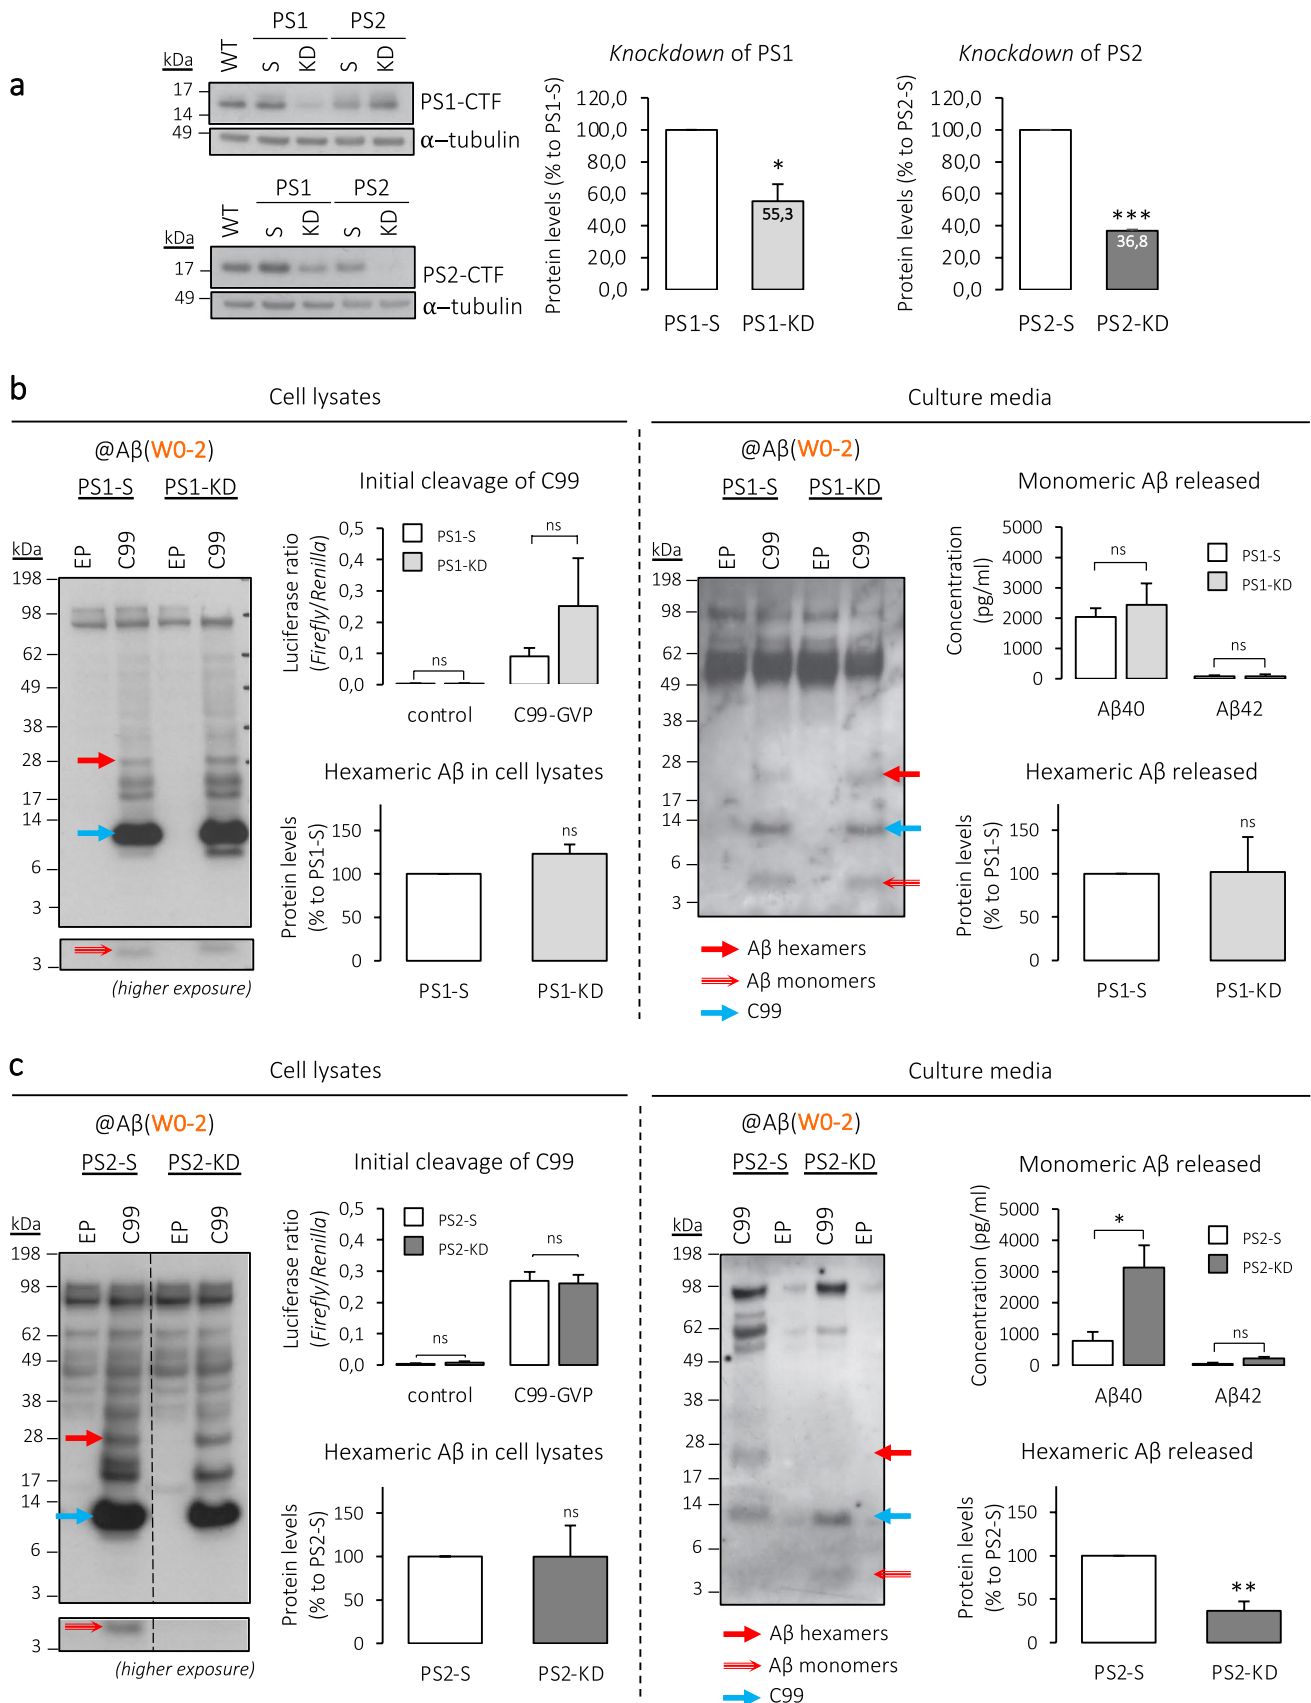 a
PS1 PS2
kDa WT S KD S KD
17
14
PS1-CTF
49
α–tubulin
PS1 PS2
kDa WT S KD S KD
17
PS2-CTF
49
α–tubulin
Knockdown of PS1
Protein levels (% to PS1-S)
120,0
100,0
80,0
60,0
40,0
20,0
0,0
*
55,3
PS1-S PS1-KD
Knockdown of PS2
Protein levels (% to PS2-S)
120,0
100,0
80,0
60,0
40,0
20,0
0,0
***
36,8
PS2-S PS2-KD
b
Cell lysates
@Aβ(W0-2)
PS1-S PS1-KD
kDa EP C99 EP C99
198
98
62
49
38
28
17
14
6
3
3
(higher exposure)
Initial cleavage of C99
Luciferase ratio
(Firefly/Renilla)
0,5
0,4
0,3
0,2
0,1
0,0
PS1-S
PS1-KD
ns
ns
control C99-GVP
Hexameric Aβ in cell lysates
Protein levels
(% to PS1-S)
150
100
50
0
ns
PS1-S PS1-KD
Culture media
@Aβ(W0-2)
PS1-S PS1-KD
kDa EP C99 EP C99
198
98
62
49
38
28
17
14
6
3
Aβ hexamers
Aβ monomers
C99
Monomeric Aβ released
Concentration
(pg/ml)
5000
4000
3000
2000
1000
0
ns
ns
PS1-S
PS1-KD
Aβ40 Aβ42
Hexameric Aβ released
Protein levels
(% to PS1-S)
150
100
50
0
ns
PS1-S PS1-KD
c
Cell lysates
@Aβ(W0-2)
PS2-S PS2-KD
kDa EP C99 EP C99
198
98
62
49
38
28
17
14
6
3
3
(higher exposure)
Initial cleavage of C99
Luciferase ratio
(Firefly/Renilla)
0,5
0,4
0,3
0,2
0,1
0,0
PS2-S
PS2-KD
ns
ns
control C99-GVP
Hexameric Aβ in cell lysates
Protein levels
(% to PS2-S)
150
100
50
0
ns
PS2-S PS2-KD
Culture media
@Aβ(W0-2)
PS2-S PS2-KD
kDa C99 EP C99 EP
198
98
62
49
38
28
17
14
6
3
Aβ hexamers
Aβ monomers
C99
Monomeric Aβ released
Concentration (pg/ml)
5000
4000
3000
2000
1000
0
*
ns
PS2-S
PS2-KD
Aβ40 Aβ42
Hexameric Aβ released
Protein levels
(% to PS2-S)
150
100
50
0
**
PS2-S PS2-KD